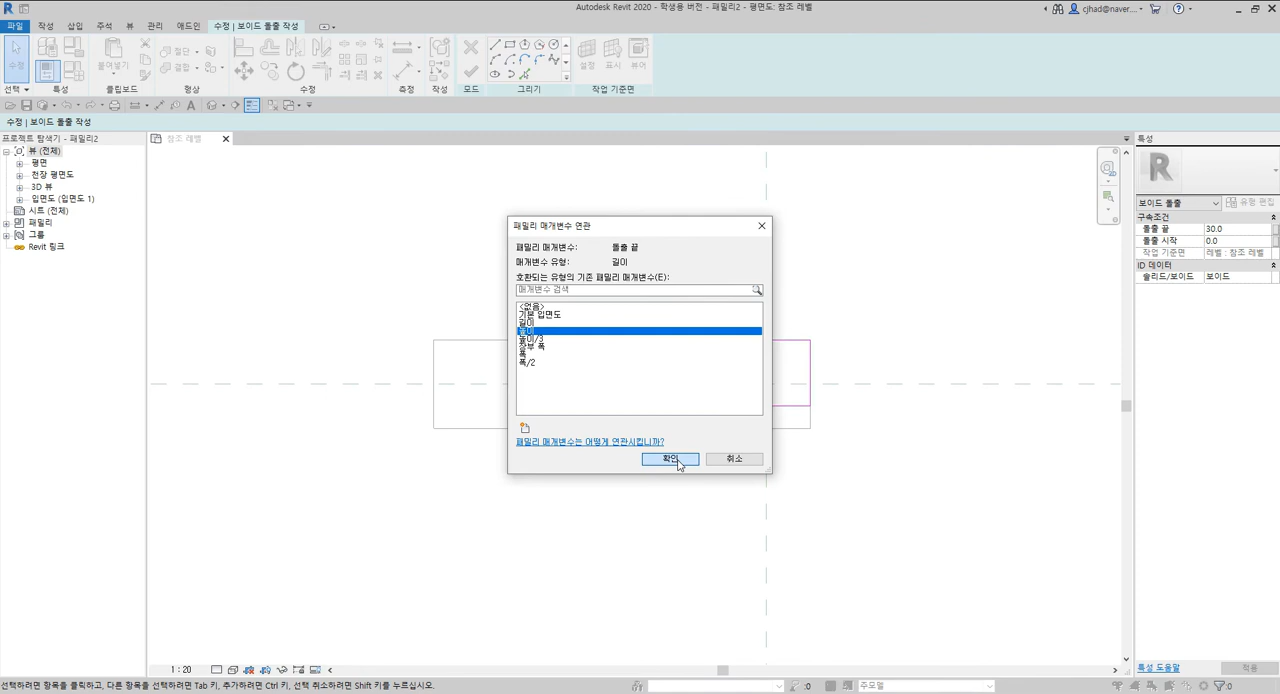 Autodesk Revit 2020 - 학생용 버전 - 패밀리2 - 평면도: 참조 레벨
cjhad@naver....
파일 작성 삽입 주석 뷰 관리 애드인 수정 | 보이드 돌출 작성
수정
붙여넣기
절단
결합
설정 표시 뷰어
선택 특성 클립보드 형상 수정 측정 작성 모드 그리기 작업 기준면
수정 | 보이드 돌출 작성
프로젝트 탐색기 - 패밀리2
뷰 (전체)
평면
천장 평면도
3D 뷰
입면도 (입면도 1)
시트 (전체)
패밀리
그룹
Revit 링크
참조 레벨
패밀리 매개변수 연관
패밀리 매개변수: 돌출 끝
매개변수 유형: 길이
호환되는 유형의 기존 패밀리 매개변수(E):
매개변수 검색
<없음>
기본 입면도
길이
높이
높이/3
장부 폭
폭
폭/2
패밀리 매개변수는 어떻게 연관시킵니까?
확인 취소
특성
보이드 돌출 유형 편집
구속조건
돌출 끝 30.0
돌출 시작 0.0
작업 기준면 레벨 : 참조 레벨
ID 데이터
솔리드/보이드 보이드
특성 도움말 적용
1 : 20
선택하려면 항목을 클릭하고, 다른 항목을 선택하려면 Tab 키, 추가하려면 Ctrl 키, 선택 취소하려면 Shift 키를 누르십시오.
:0
주모델
:0